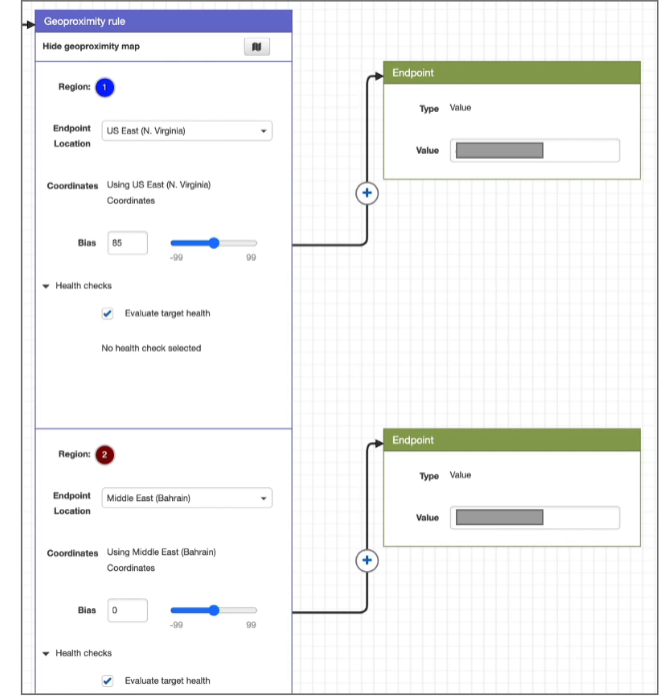 Geoproximity rule
Hide geoproximity map
Region: 1
Endpoint Location US East (N. Virginia)
Coordinates Using US East (N. Virginia) Coordinates
Bias 85
-99 99
Health checks
Evaluate target health
No health check selected
Endpoint
Type Value
Value
Region: 2
Endpoint Location Middle East (Bahrain)
Coordinates Using Middle East (Bahrain) Coordinates
Bias 0
-99 99
Health checks
Evaluate target health
Endpoint
Type Value
Value